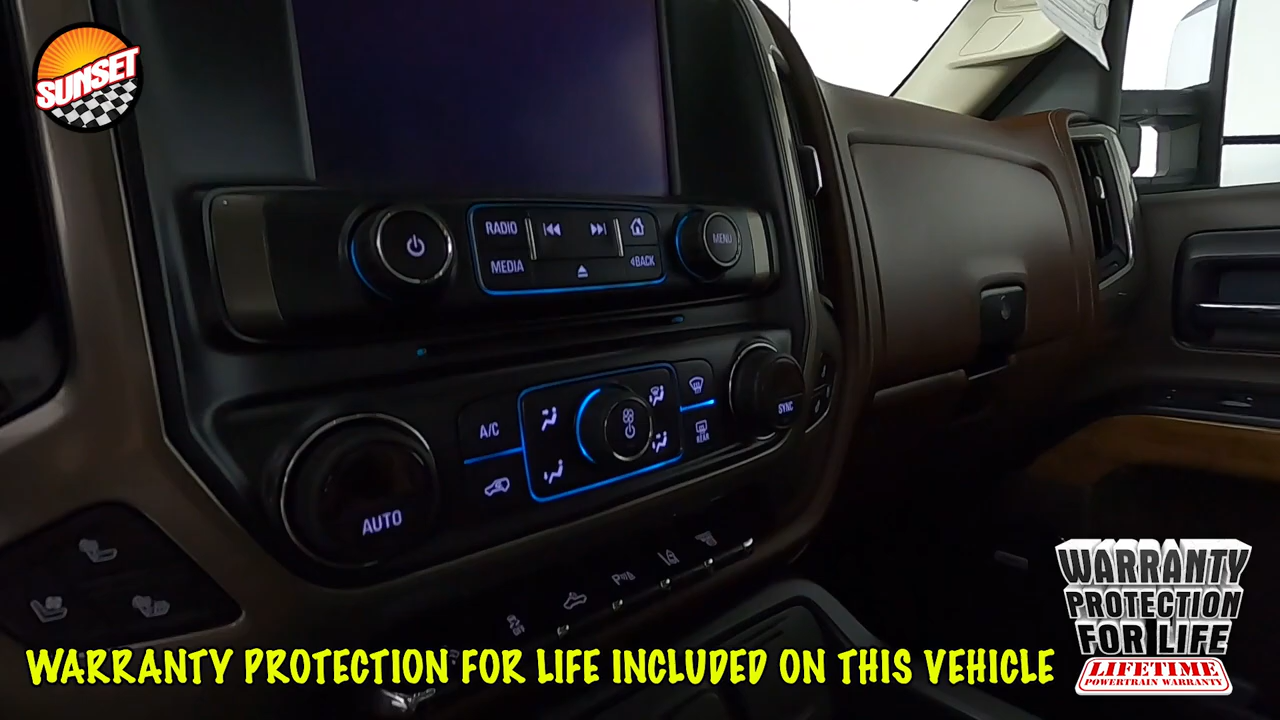 SUNSET
RADIO
MEDIA
BACK
MENU
A/C
AUTO
SYNC
REAR
P
WARRANTY PROTECTION FOR LIFE INCLUDED ON THIS VEHICLE
WARRANTY
PROTECTION
FOR LIFE
LIFETIME
POWERTRAIN WARRANTY